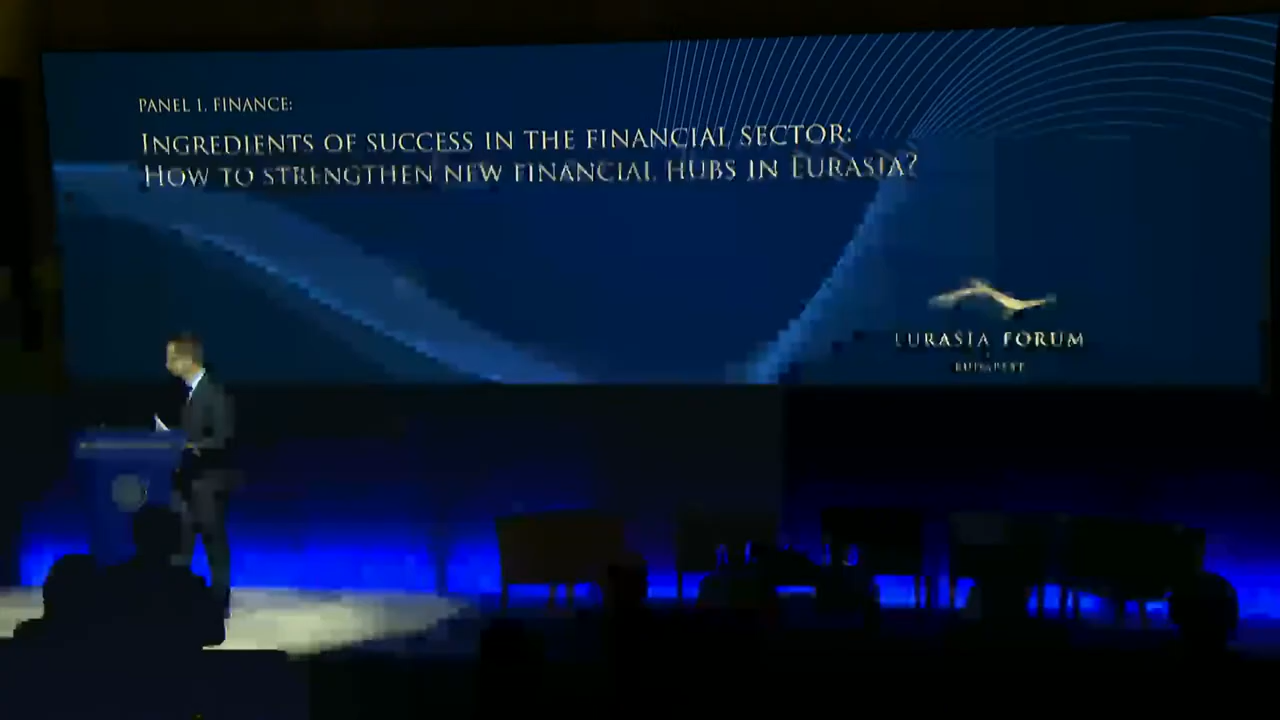 PANEL 1. FINANCE:
INGREDIENTS OF SUCCESS IN THE FINANCIAL SECTOR:
HOW TO STRENGTHEN NEW FINANCIAL HUBS IN EURASIA?
EURASIA FORUM
BUDAPEST